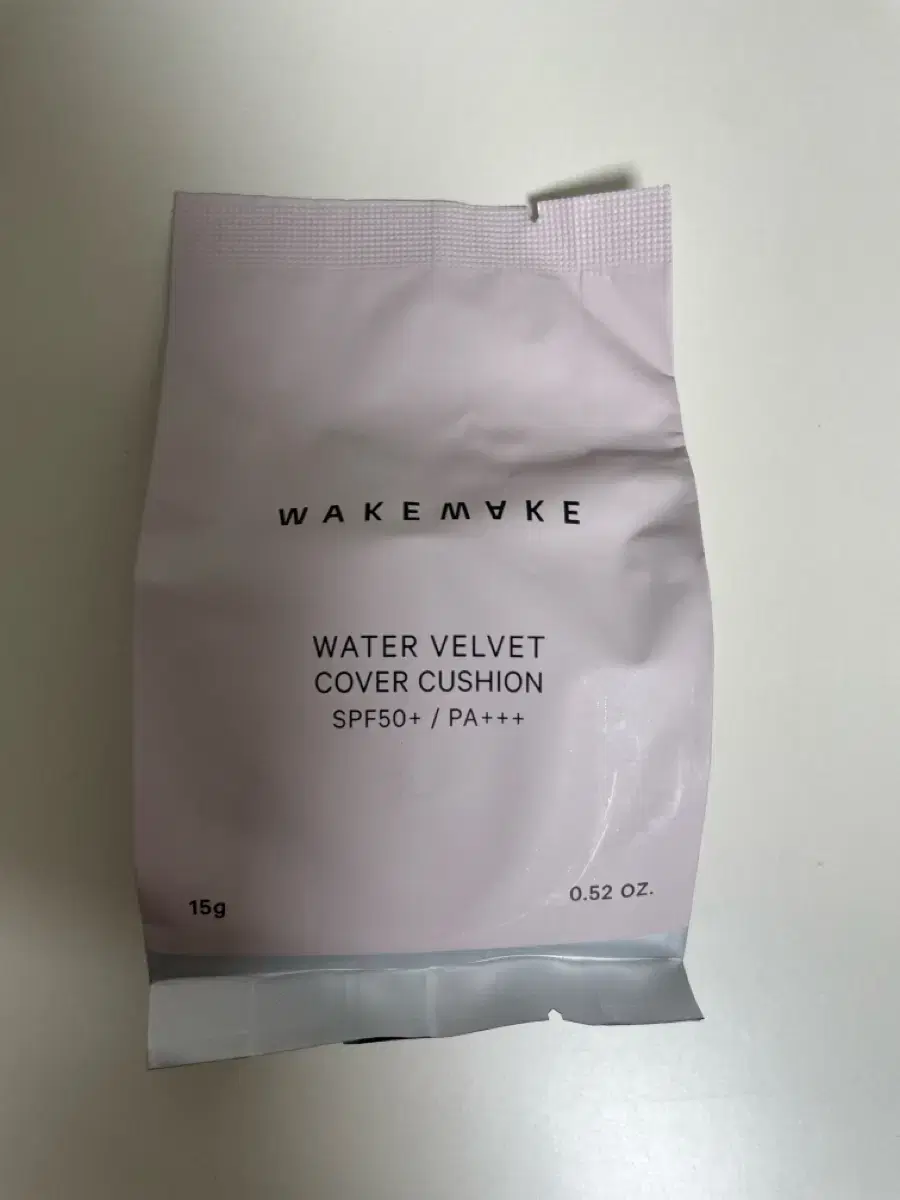 WAKEMAKE
WATER VELVET
COVER CUSHION
SPF50+ / PA+++
15g
0.52 OZ.